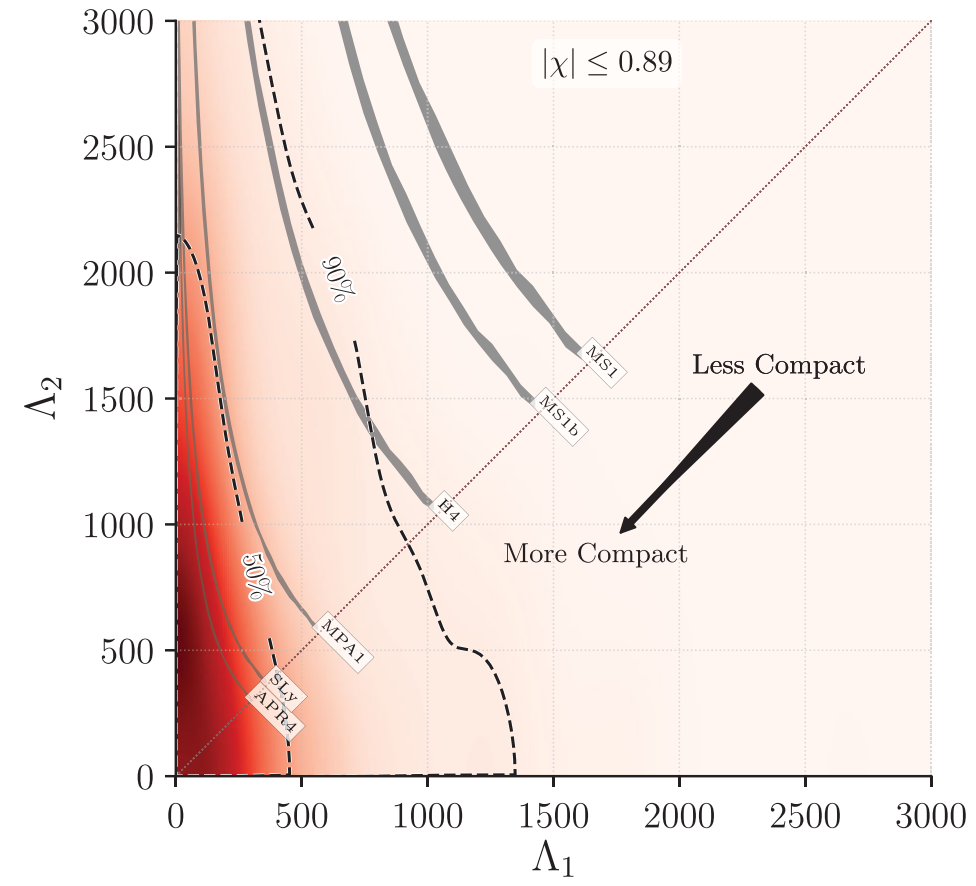 3000
|χ| ≤ 0.89
2500
90%
2000
MS1
Less Compact
Λ₂
1500
MS1b
H4
1000
More Compact
50%
MPA1
500
SLy
APR4
0
0 500 1000 1500 2000 2500 3000
Λ₁